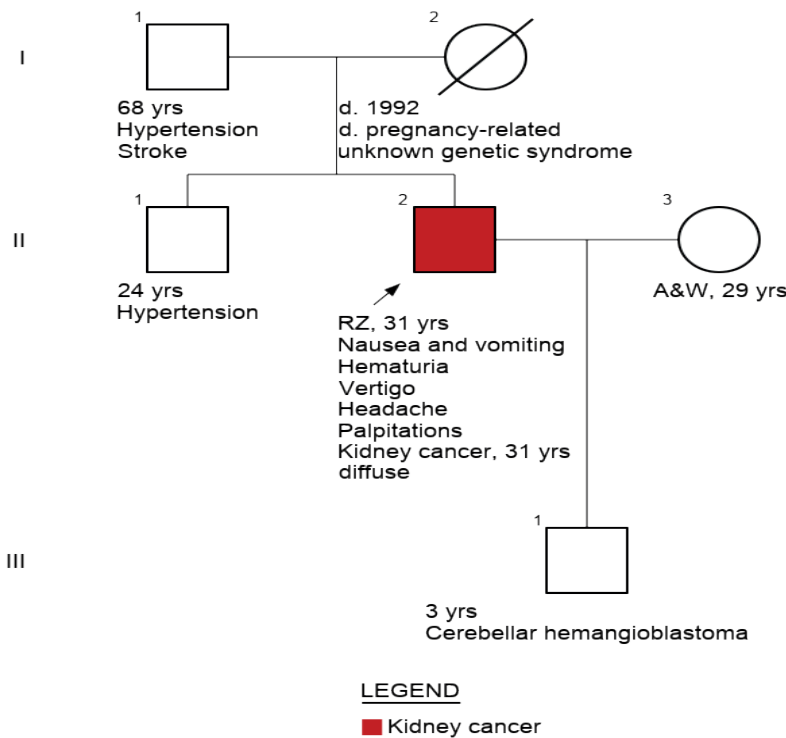 1
2
I
68 yrs
Hypertension
Stroke
d. 1992
d. pregnancy-related
unknown genetic syndrome
1
2
3
II
24 yrs
Hypertension
A&W, 29 yrs
RZ, 31 yrs
Nausea and vomiting
Hematuria
Vertigo
Headache
Palpitations
Kidney cancer, 31 yrs
diffuse
1
III
3 yrs
Cerebellar hemangioblastoma
LEGEND
Kidney cancer